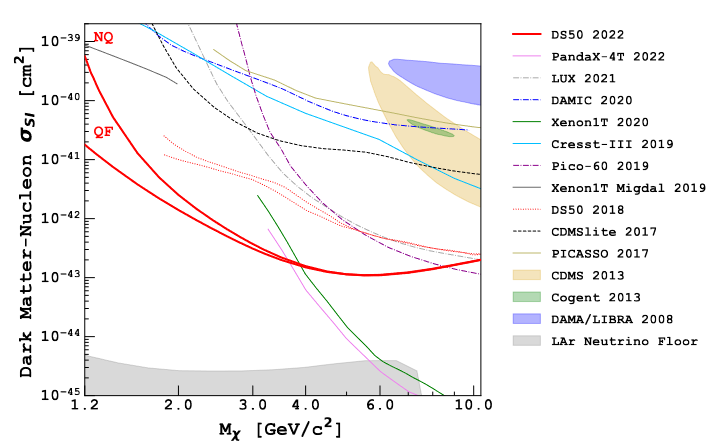 Dark Matter-Nucleon σSI [cm²]
10⁻³⁹
10⁻⁴⁰
10⁻⁴¹
10⁻⁴²
10⁻⁴³
10⁻⁴⁴
10⁻⁴⁵
NQ
QF
1.2
2.0
3.0
4.0
6.0
10.0
Mχ [GeV/c²]
DS50 2022
PandaX-4T 2022
LUX 2021
DAMIC 2020
Xenon1T 2020
Cresst-III 2019
Pico-60 2019
Xenon1T Migdal 2019
DS50 2018
CDMSlite 2017
PICASSO 2017
CDMS 2013
Cogent 2013
DAMA/LIBRA 2008
LAr Neutrino Floor